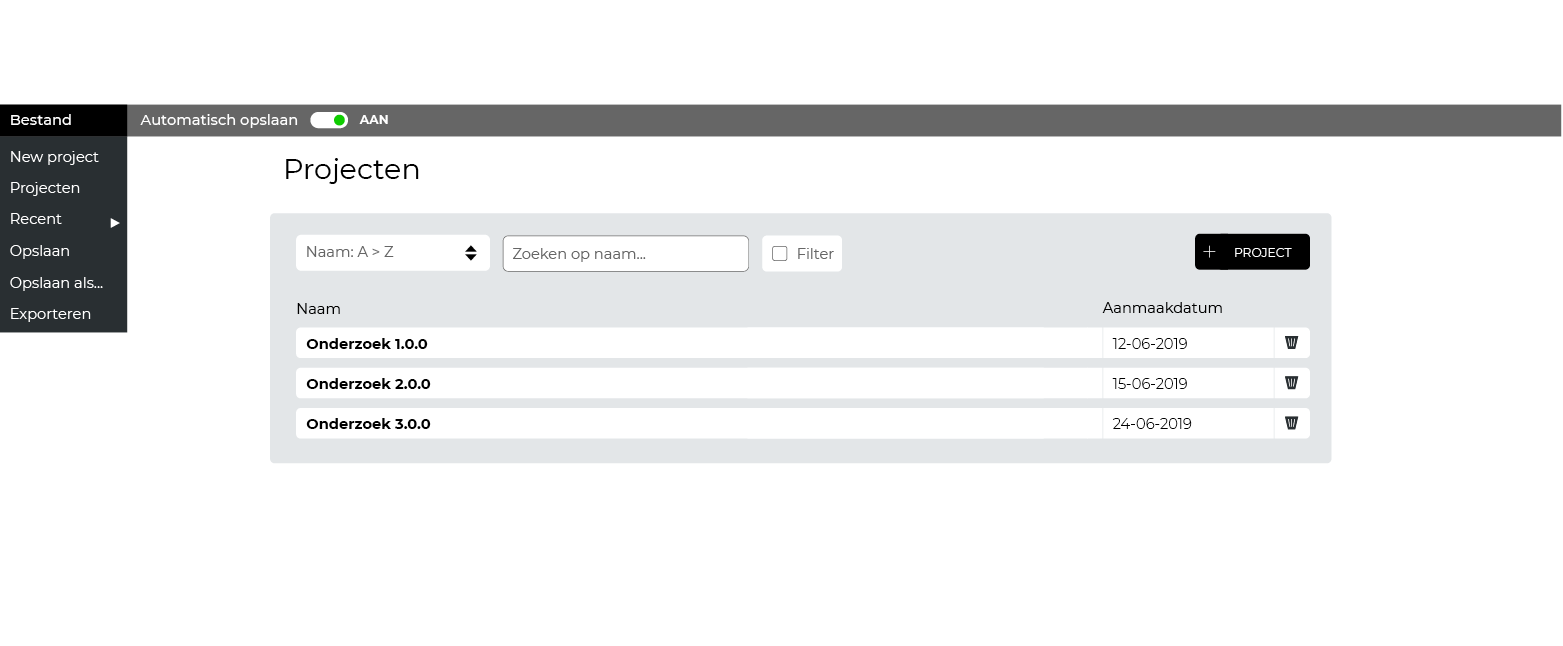 Bestand
Automatisch opslaan AAN
New project
Projecten
Recent
Opslaan
Opslaan als...
Exporteren
Projecten
Naam: A > Z
Zoeken op naam...
Filter
PROJECT
Naam Aanmaakdatum
Onderzoek 1.0.0 12-06-2019
Onderzoek 2.0.0 15-06-2019
Onderzoek 3.0.0 24-06-2019